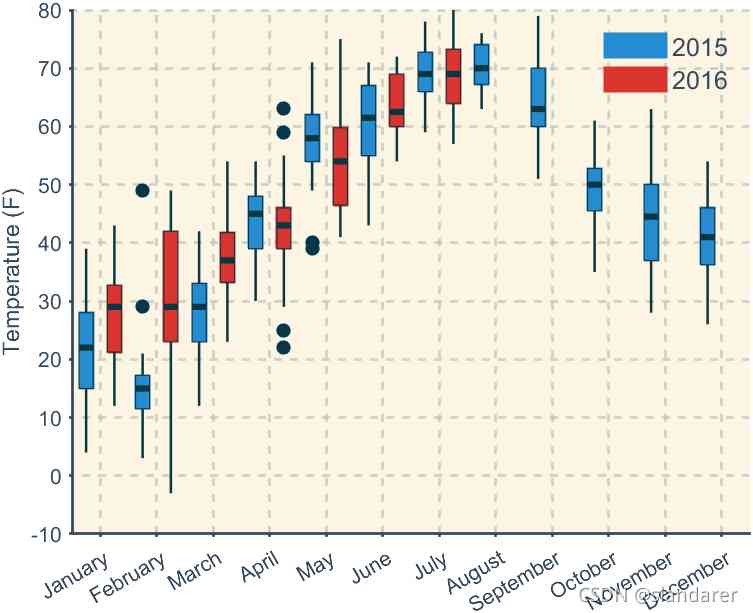 80
70
60
50
40
30
20
10
0
-10
Temperature (F)
2015
2016
January
February
March
April
May
June
July
August
September
October
November
December
CSDN @standarer